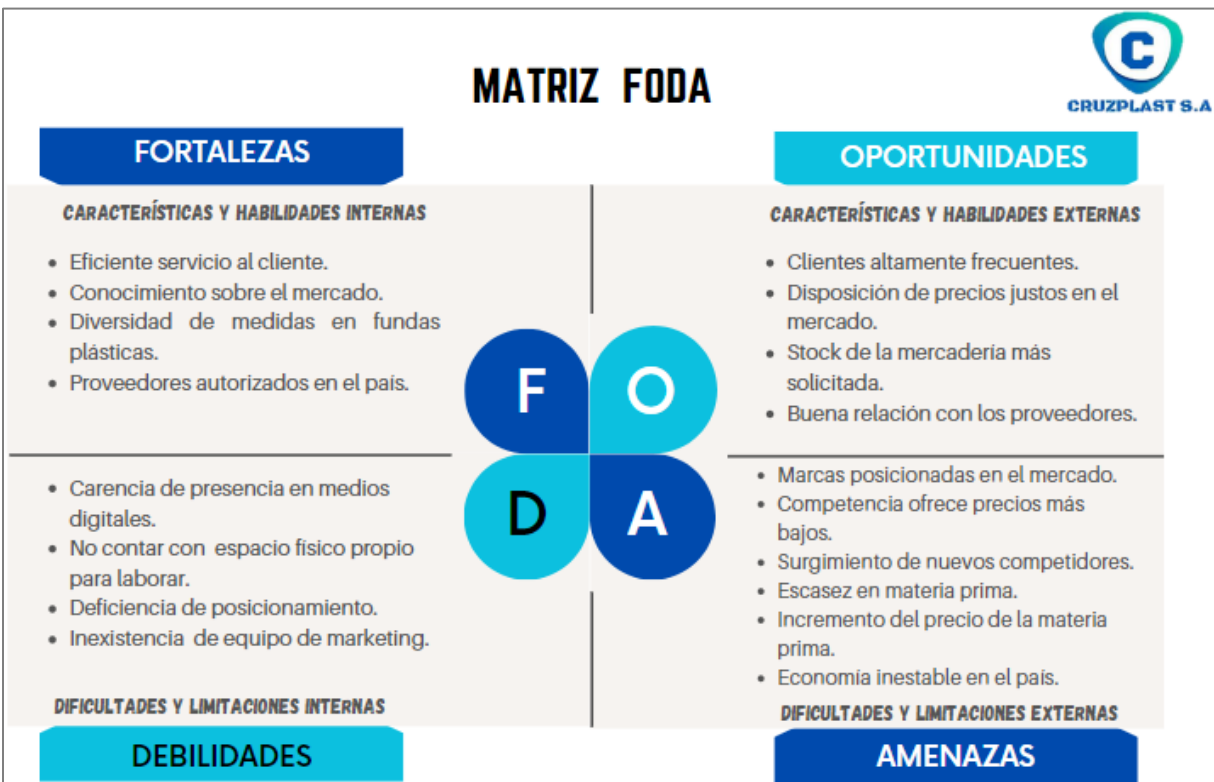 MATRIZ FODA
C
CRUZPLAST S.A
FORTALEZAS
CARACTERÍSTICAS Y HABILIDADES INTERNAS
• Eficiente servicio al cliente.
• Conocimiento sobre el mercado.
• Diversidad de medidas en fundas
plásticas.
• Proveedores autorizados en el país.
OPORTUNIDADES
CARACTERÍSTICAS Y HABILIDADES EXTERNAS
• Clientes altamente frecuentes.
• Disposición de precios justos en el
mercado.
• Stock de la mercadería más
solicitada.
• Buena relación con los proveedores.
F
O
D
A
• Carencia de presencia en medios
digitales.
• No contar con espacio físico propio
para laborar.
• Deficiencia de posicionamiento.
• Inexistencia de equipo de marketing.
DIFICULTADES Y LIMITACIONES INTERNAS
DEBILIDADES
• Marcas posicionadas en el mercado.
• Competencia ofrece precios más
bajos.
• Surgimiento de nuevos competidores.
• Escasez en materia prima.
• Incremento del precio de la materia
prima.
• Economía inestable en el país.
DIFICULTADES Y LIMITACIONES EXTERNAS
AMENAZAS